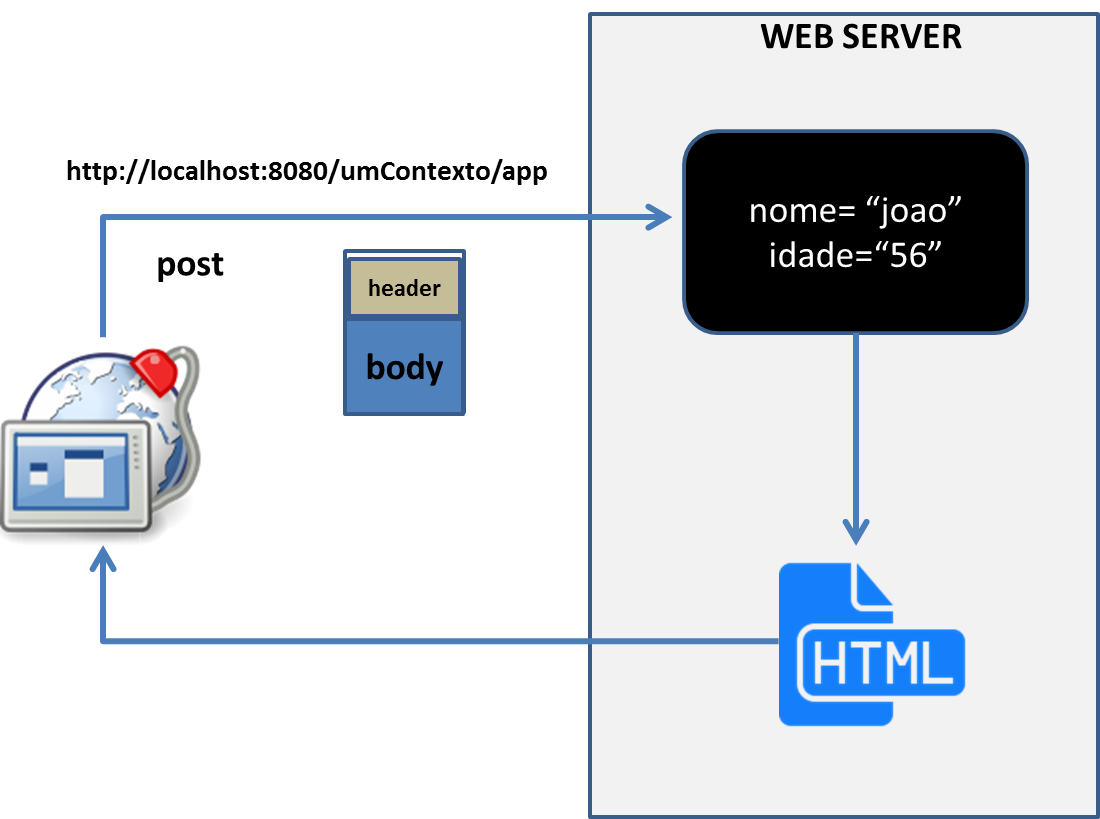 WEB SERVER
http://localhost:8080/umContexto/app
nome= “joao”
idade=“56”
post
header
body
HTML